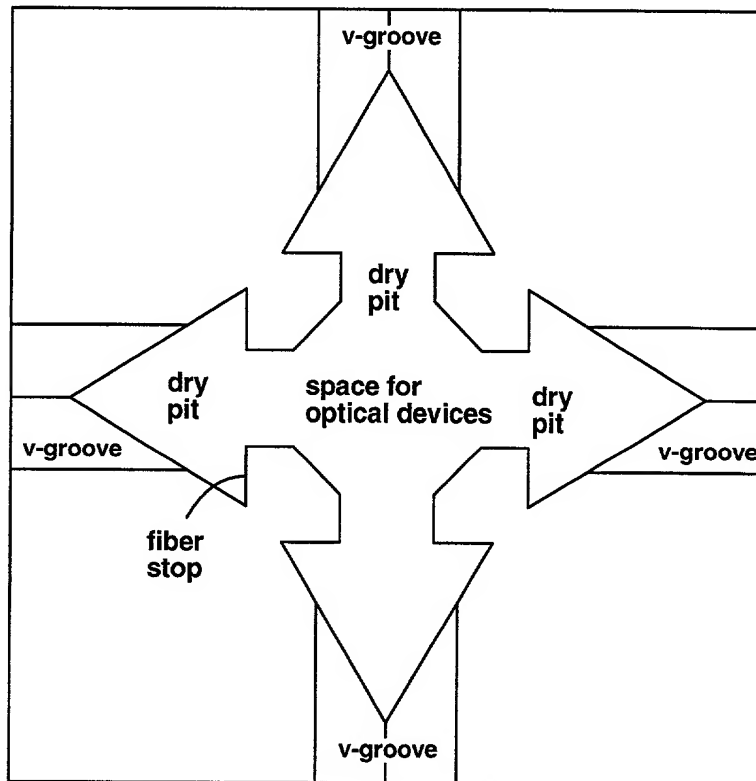 v-groove
dry
pit
dry
pit
space for
optical devices
dry
pit
v-groove
v-groove
fiber
stop
v-groove